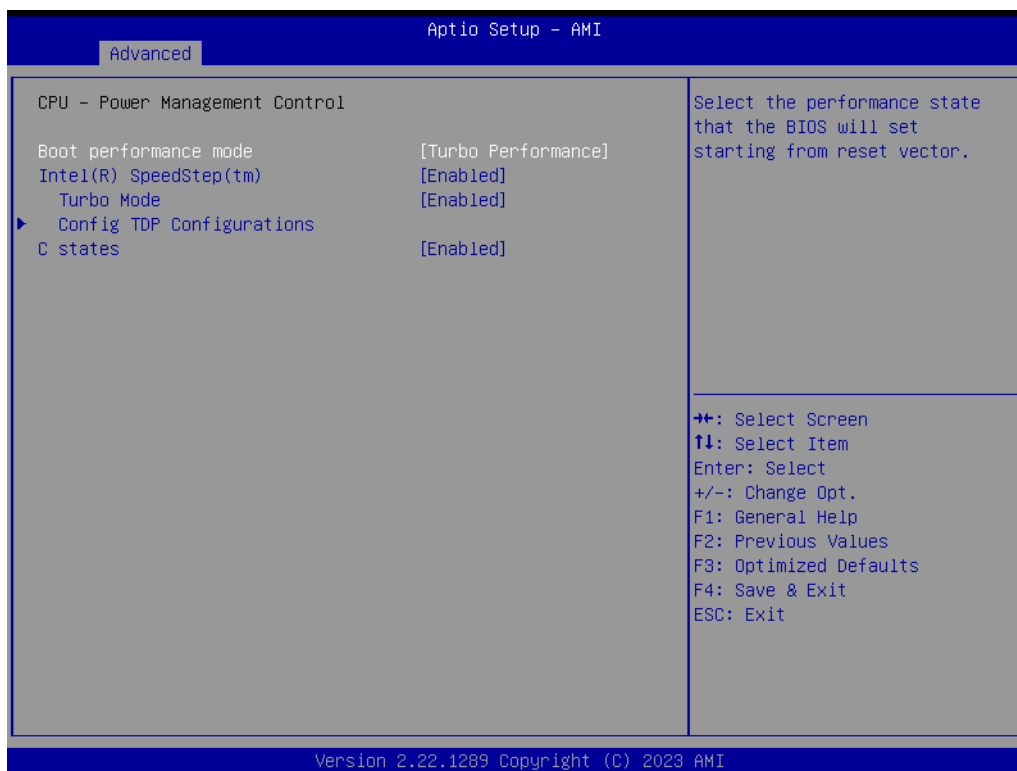 Aptio Setup – AMI
Advanced
CPU – Power Management Control
Boot performance mode [Turbo Performance]
Intel(R) SpeedStep(tm) [Enabled]
Turbo Mode [Enabled]
Config TDP Configurations
C states [Enabled]
Select the performance state
that the BIOS will set
starting from reset vector.
→←: Select Screen
↑↓: Select Item
Enter: Select
+/-: Change Opt.
F1: General Help
F2: Previous Values
F3: Optimized Defaults
F4: Save & Exit
ESC: Exit
Version 2.22.1289 Copyright (C) 2023 AMI